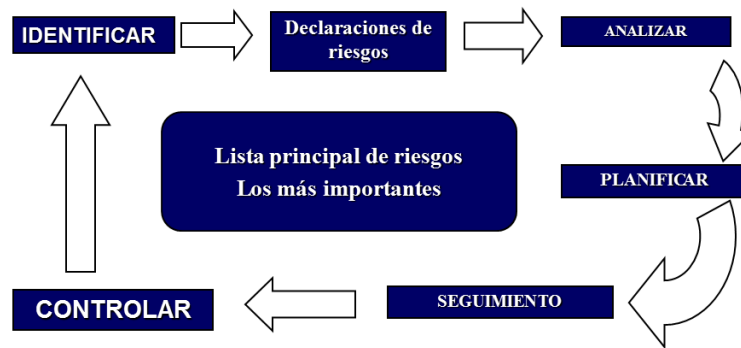 IDENTIFICAR
Declaraciones de
riesgos
ANALIZAR
Lista principal de riesgos
Los más importantes
PLANIFICAR
SEGUIMIENTO
CONTROLAR